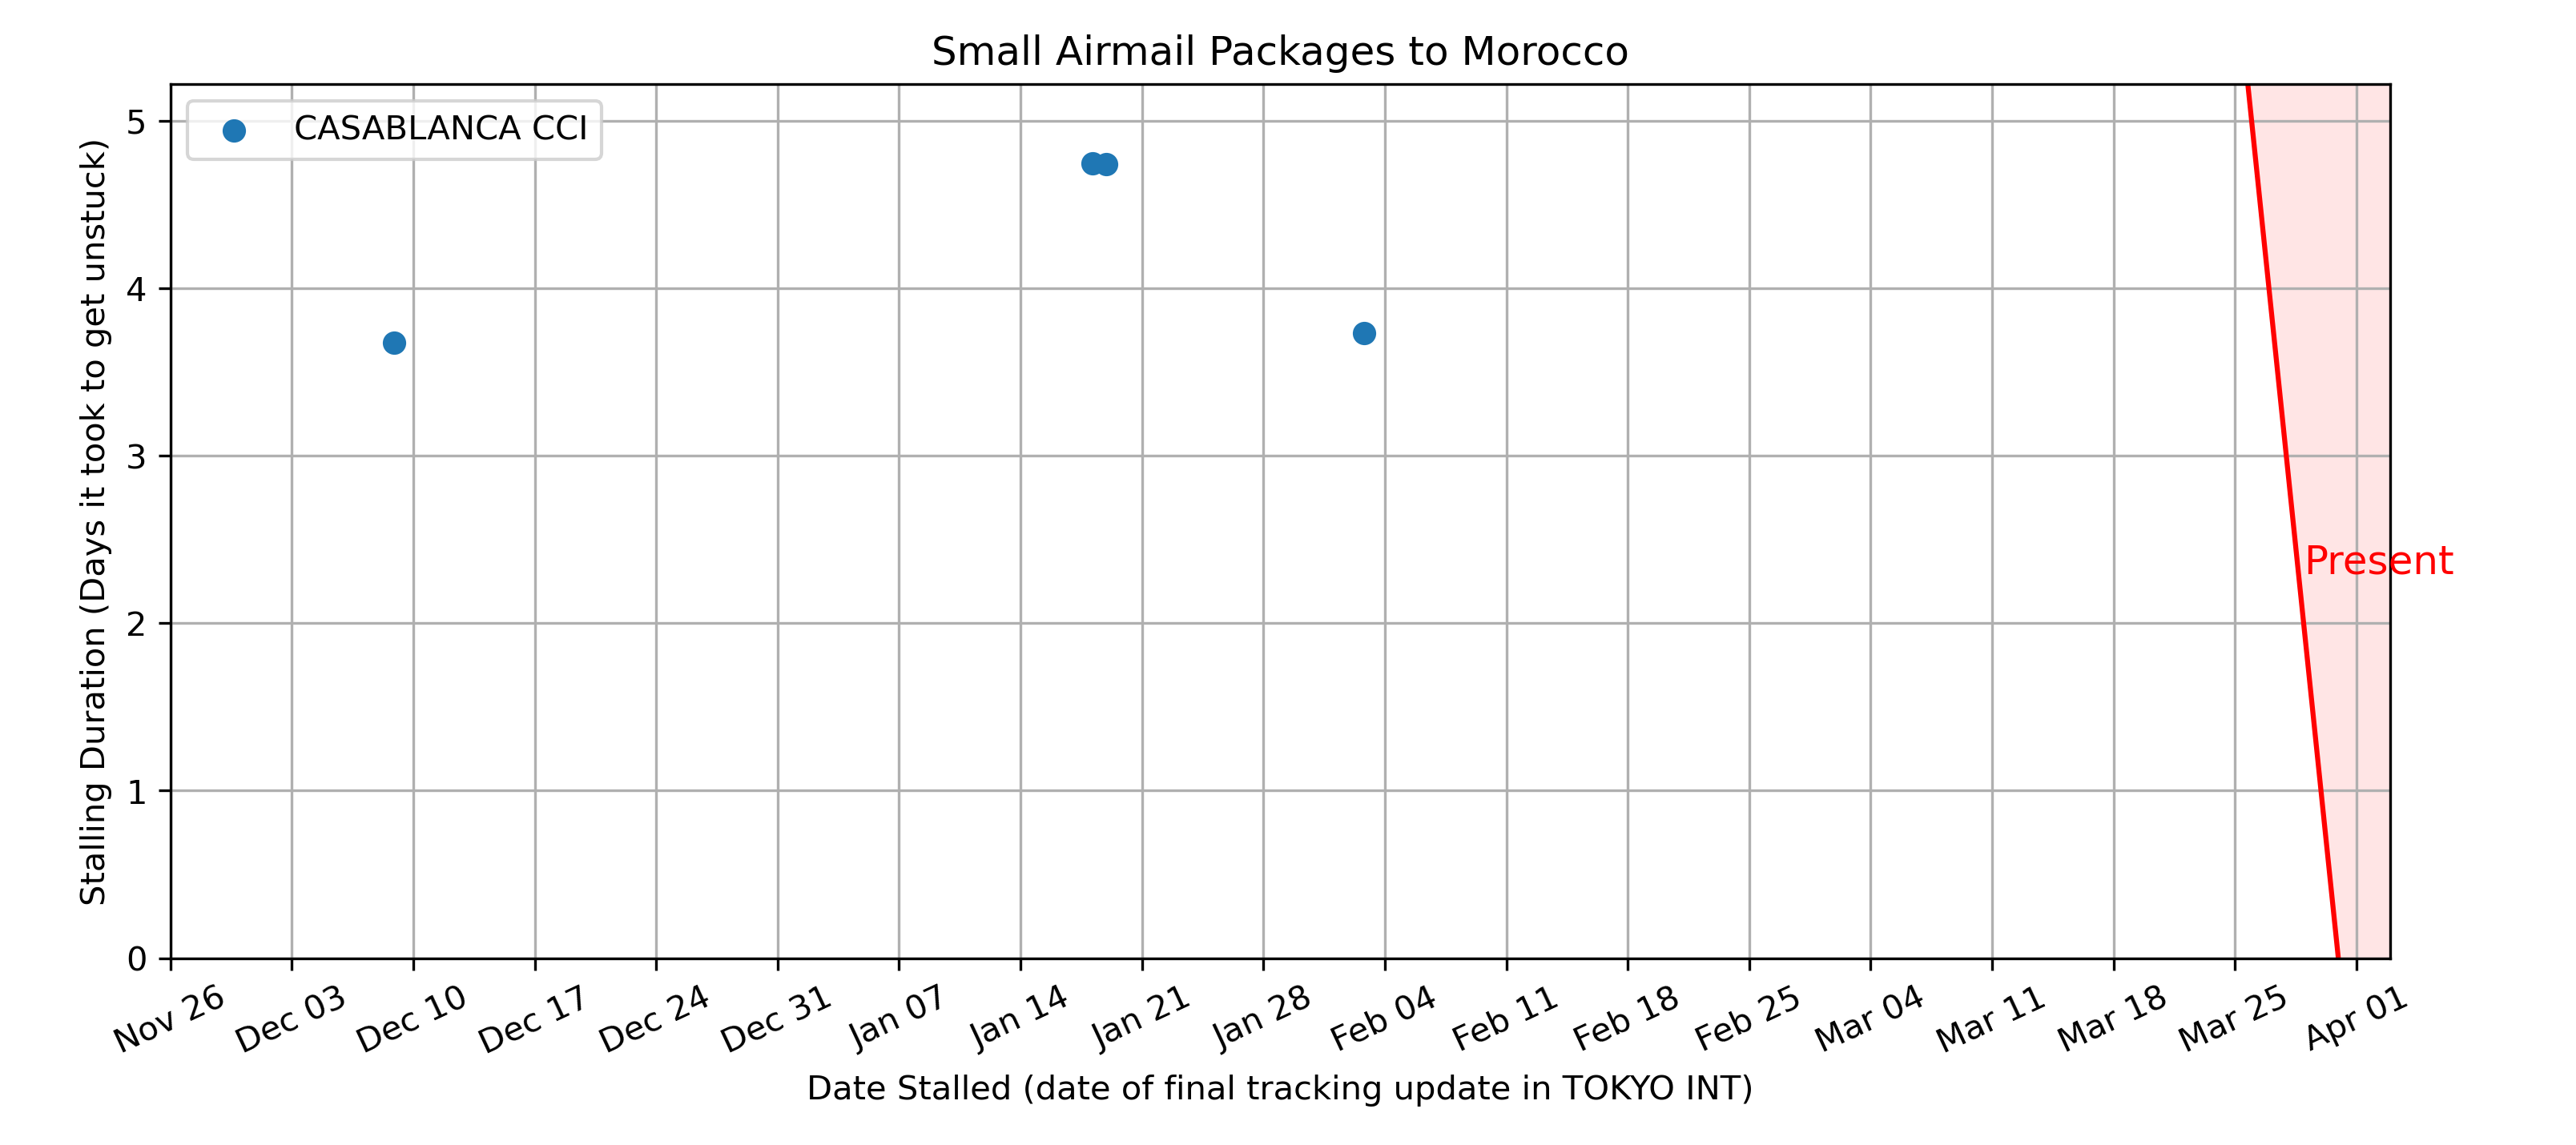 Small Airmail Packages to Morocco
CASABLANCA CCI
Stalling Duration (Days it took to get unstuck)
5
4
3
2
1
0
Present
Nov 26
Dec 03
Dec 10
Dec 17
Dec 24
Dec 31
Jan 07
Jan 14
Jan 21
Jan 28
Feb 04
Feb 11
Feb 18
Feb 25
Mar 04
Mar 11
Mar 18
Mar 25
Apr 01
Date Stalled (date of final tracking update in TOKYO INT)